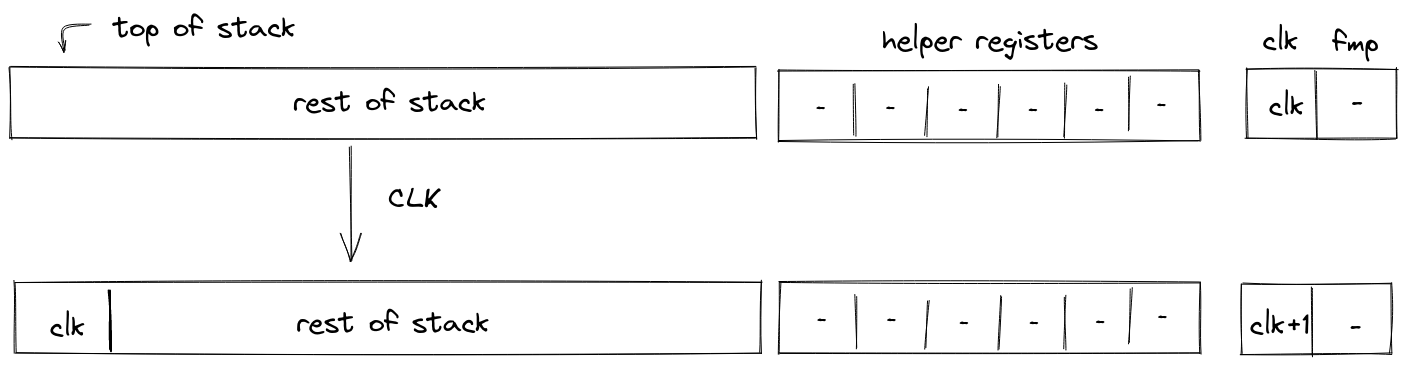 top of stack
helper registers
clk fmp
rest of stack - - - - - - clk -
CLK
clk rest of stack - - - - - - clk+1 -